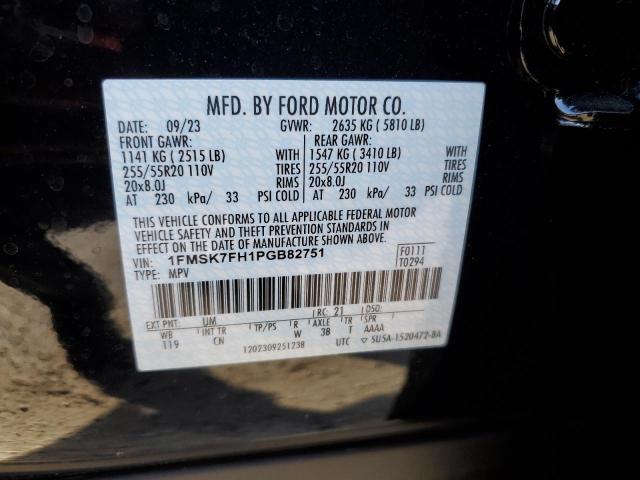 MFD. BY FORD MOTOR CO.
DATE: 09/23 GVWR: 2635 KG ( 5810 LB)
FRONT GAWR: REAR GAWR:
1141 KG ( 2515 LB) WITH 1547 KG ( 3410 LB) WITH
255/55R20 110V TIRES 255/55R20 110V TIRES
20x8.0J RIMS 20x8.0J RIMS
AT 230 kPa/ 33 PSI COLD AT 230 kPa/ 33 PSI COLD
THIS VEHICLE CONFORMS TO ALL APPLICABLE FEDERAL MOTOR
VEHICLE SAFETY AND THEFT PREVENTION STANDARDS IN
EFFECT ON THE DATE OF MANUFACTURE SHOWN ABOVE.
VIN: 1FMSK7FH1PGB82751 F0111
TYPE: MPV T0294
EXT PNT: UM RC: 21 DSO:
WB INT TR TP/PS R AXLE TR SPR
119 CN W 38 T AAAA
1202309251238 UTC ▽ 5U5A-1520472-BA